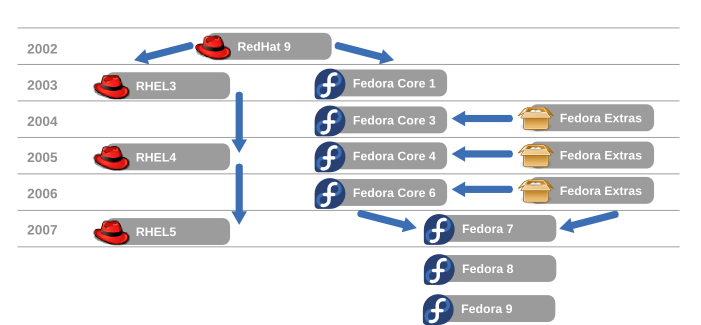 2002
RedHat 9
2003
RHEL3
Fedora Core 1
2004
Fedora Core 3
Fedora Extras
2005
RHEL4
Fedora Core 4
Fedora Extras
2006
Fedora Core 6
Fedora Extras
2007
RHEL5
Fedora 7
Fedora 8
Fedora 9